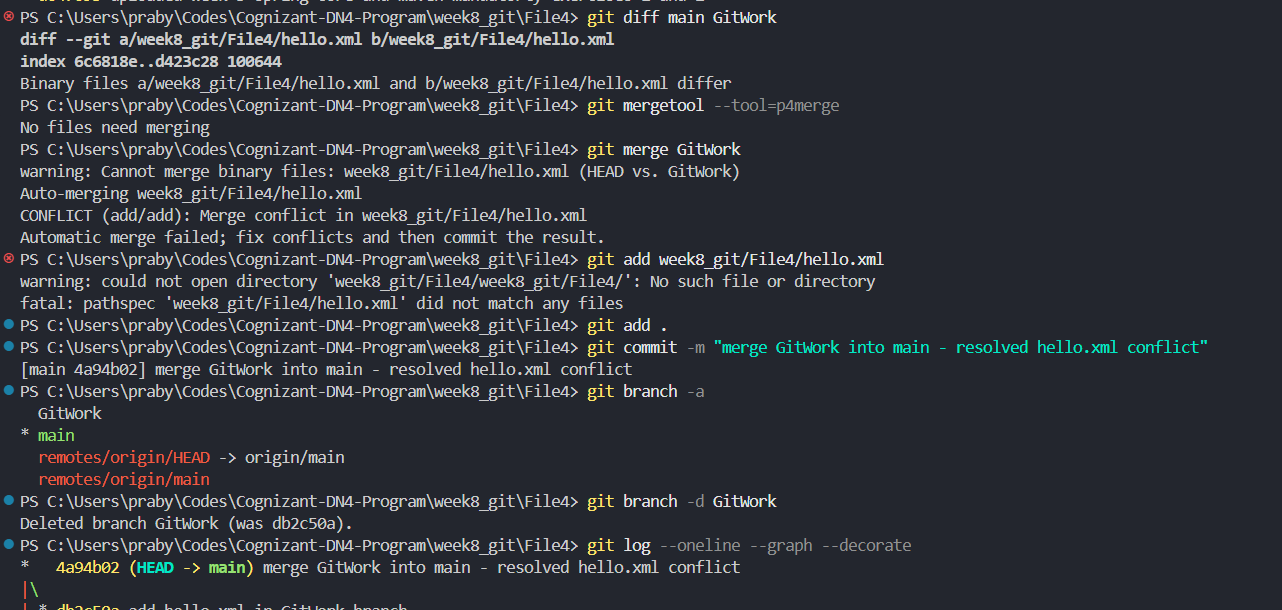 PS C:\Users\praby\Codes\Cognizant-DN4-Program\week8_git\File4> git diff main GitWork
diff --git a/week8_git/File4/hello.xml b/week8_git/File4/hello.xml
index 6c6818e..d423c28 100644
Binary files a/week8_git/File4/hello.xml and b/week8_git/File4/hello.xml differ
PS C:\Users\praby\Codes\Cognizant-DN4-Program\week8_git\File4> git mergetool --tool=p4merge
No files need merging
PS C:\Users\praby\Codes\Cognizant-DN4-Program\week8_git\File4> git merge GitWork
warning: Cannot merge binary files: week8_git/File4/hello.xml (HEAD vs. GitWork)
Auto-merging week8_git/File4/hello.xml
CONFLICT (add/add): Merge conflict in week8_git/File4/hello.xml
Automatic merge failed; fix conflicts and then commit the result.
PS C:\Users\praby\Codes\Cognizant-DN4-Program\week8_git\File4> git add week8_git/File4/hello.xml
warning: could not open directory 'week8_git/File4/week8_git/File4/': No such file or directory
fatal: pathspec 'week8_git/File4/hello.xml' did not match any files
PS C:\Users\praby\Codes\Cognizant-DN4-Program\week8_git\File4> git add .
PS C:\Users\praby\Codes\Cognizant-DN4-Program\week8_git\File4> git commit -m "merge GitWork into main - resolved hello.xml conflict"
[main 4a94b02] merge GitWork into main - resolved hello.xml conflict
PS C:\Users\praby\Codes\Cognizant-DN4-Program\week8_git\File4> git branch -a
GitWork
* main
remotes/origin/HEAD -> origin/main
remotes/origin/main
PS C:\Users\praby\Codes\Cognizant-DN4-Program\week8_git\File4> git branch -d GitWork
Deleted branch GitWork (was db2c50a).
PS C:\Users\praby\Codes\Cognizant-DN4-Program\week8_git\File4> git log --oneline --graph --decorate
*   4a94b02 (HEAD -> main) merge GitWork into main - resolved hello.xml conflict
|\
| * db2c50a add hello.xml in GitWork branch